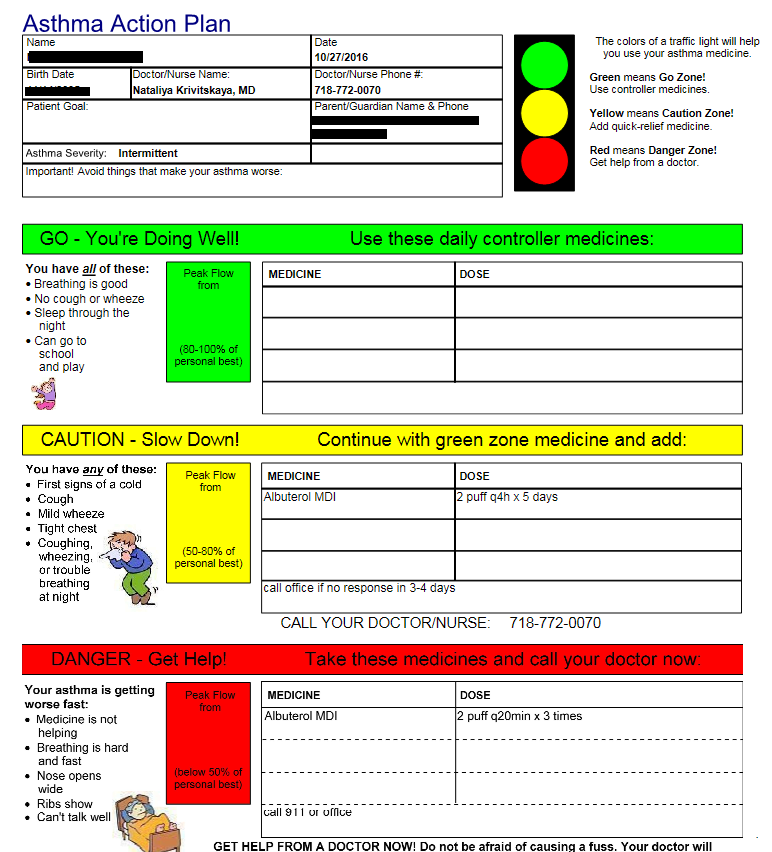 Asthma Action Plan
Name
Date
10/27/2016
Birth Date
Doctor/Nurse Name:
Nataliya Krivitskaya, MD
Doctor/Nurse Phone #:
718-772-0070
Patient Goal:
Parent/Guardian Name & Phone
Asthma Severity: Intermittent
Important! Avoid things that make your asthma worse:
The colors of a traffic light will help
you use your asthma medicine.
Green means Go Zone!
Use controller medicines.
Yellow means Caution Zone!
Add quick-relief medicine.
Red means Danger Zone!
Get help from a doctor.
GO - You're Doing Well! Use these daily controller medicines:
You have all of these:
• Breathing is good
• No cough or wheeze
• Sleep through the
night
• Can go to
school
and play
Peak Flow
from
(80-100% of
personal best)
MEDICINE DOSE
CAUTION - Slow Down! Continue with green zone medicine and add:
You have any of these:
• First signs of a cold
• Cough
• Mild wheeze
• Tight chest
• Coughing,
wheezing,
or trouble
breathing
at night
Peak Flow
from
(50-80% of
personal best)
MEDICINE DOSE
Albuterol MDI 2 puff q4h x 5 days
call office if no response in 3-4 days
CALL YOUR DOCTOR/NURSE: 718-772-0070
DANGER - Get Help! Take these medicines and call your doctor now:
Your asthma is getting
worse fast:
• Medicine is not
helping
• Breathing is hard
and fast
• Nose opens
wide
• Ribs show
• Can't talk well
Peak Flow
from
(below 50% of
personal best)
MEDICINE DOSE
Albuterol MDI 2 puff q20min x 3 times
call 911 or office
GET HELP FROM A DOCTOR NOW! Do not be afraid of causing a fuss. Your doctor will